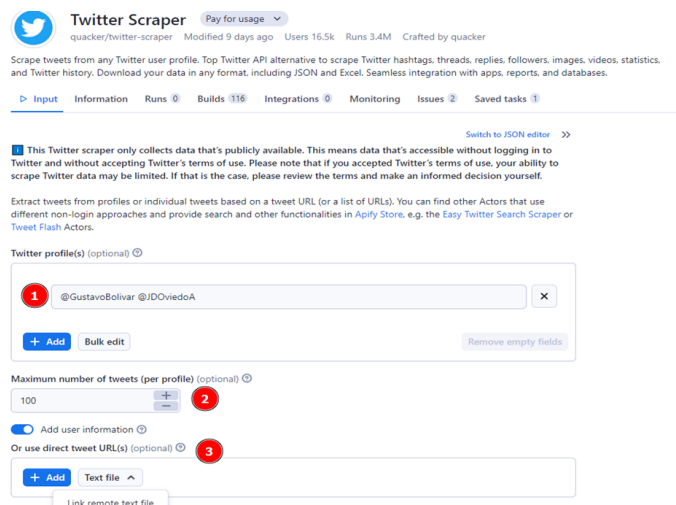 Twitter Scraper Pay for usage
quacker/twitter-scraper Modified 9 days ago Users 16.5k Runs 3.4M Crafted by quacker
Scrape tweets from any Twitter user profile. Top Twitter API alternative to scrape Twitter hashtags, threads, replies, followers, images, videos, statistics,
and Twitter history. Download your data in any format, including JSON and Excel. Seamless integration with apps, reports, and databases.
Input Information Runs 0 Builds 116 Integrations 0 Monitoring Issues 2 Saved tasks 1
Switch to JSON editor
i This Twitter scraper only collects data that's publicly available. This means data that's accessible without logging in to
Twitter and without accepting Twitter's terms of use. Please note that if you accepted Twitter's terms of use, your ability to
scrape Twitter data may be limited. If that is the case, please review the terms and make an informed decision yourself.
Extract tweets from profiles or individual tweets based on a tweet URL (or a list of URLs). You can find other Actors that use
different non-login approaches and provide search and other functionalities in Apify Store, e.g. the Easy Twitter Search Scraper or
Tweet Flash Actors.
Twitter profile(s) (optional) ?
1 @GustavoBolivar @JDOviedoA
+ Add Bulk edit Remove empty fields
Maximum number of tweets (per profile) (optional) ?
100 2
Add user information ?
Or use direct tweet URL(s) (optional) ? 3
+ Add Text file
Link remote text file